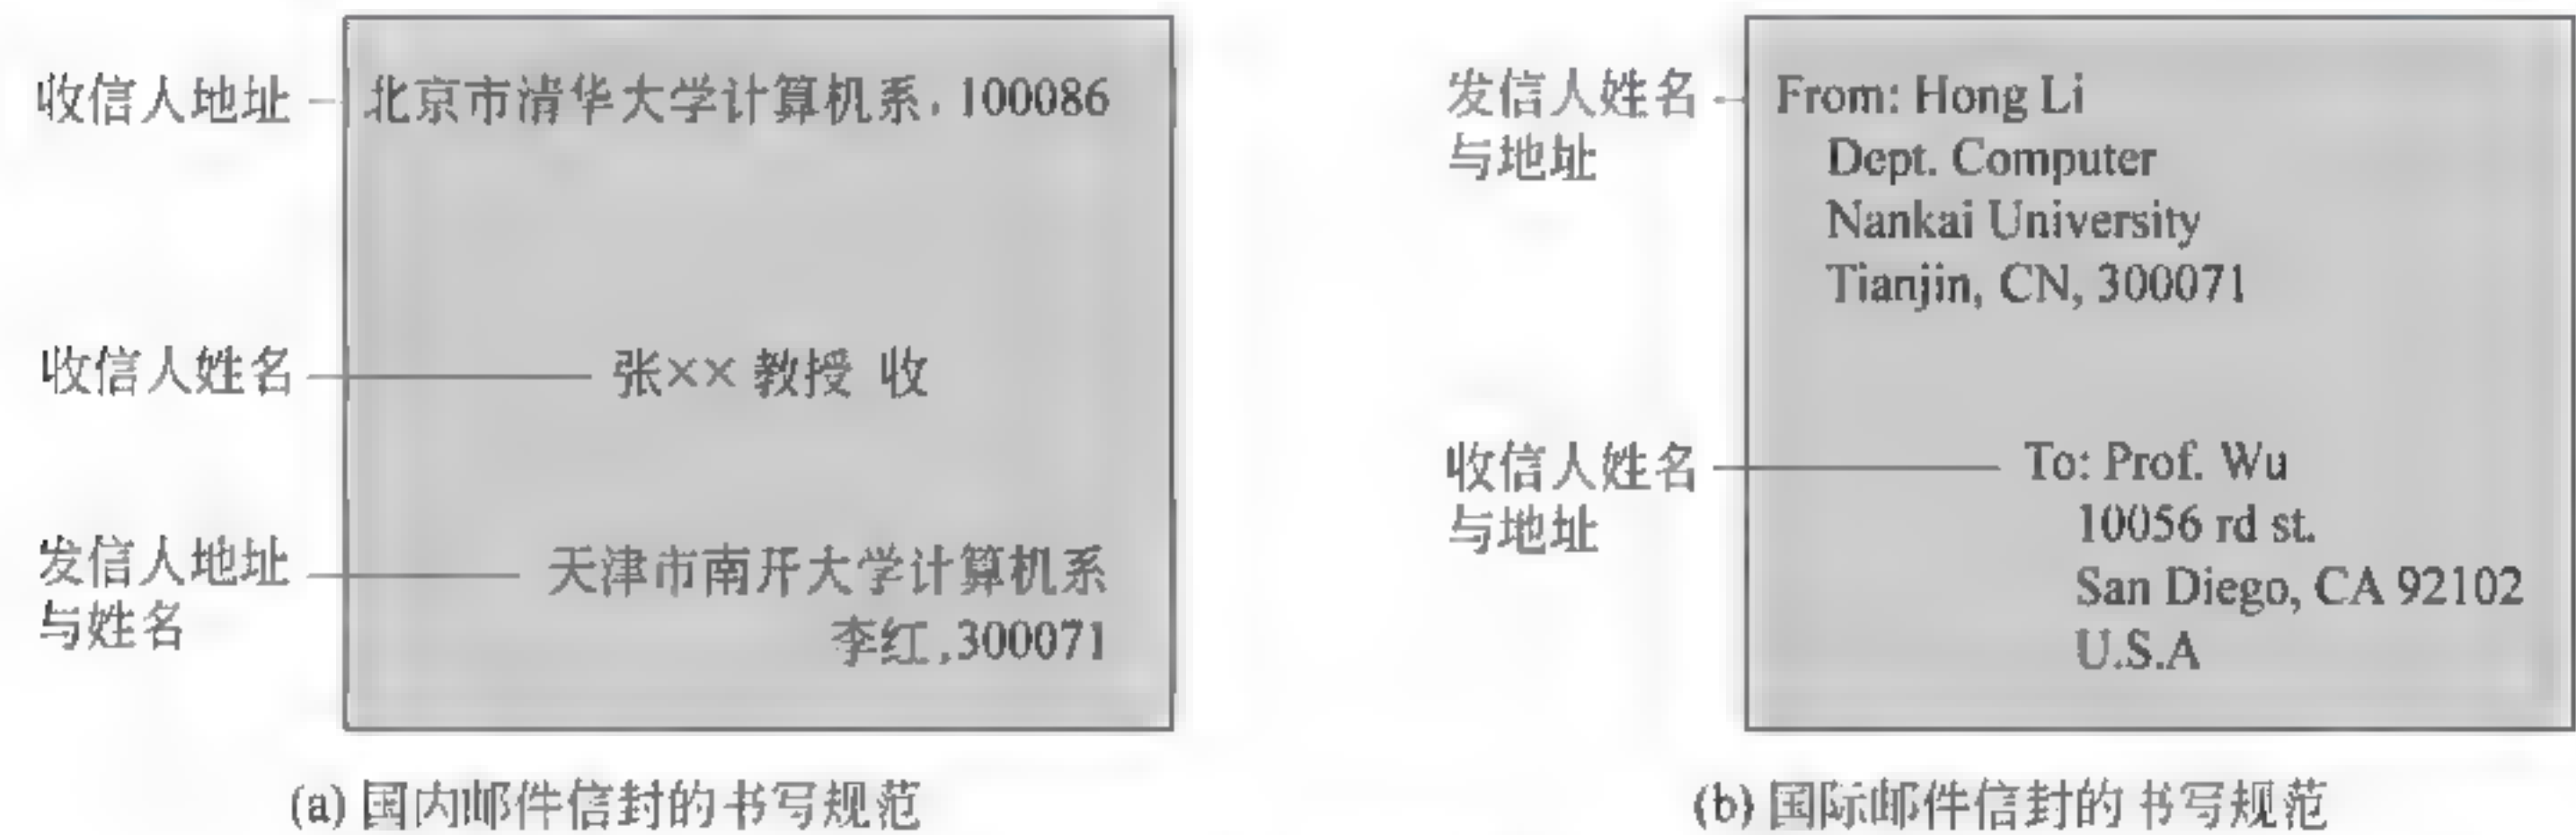 收信人地址
北京市清华大学计算机系，100086
收信人姓名
张×× 教授 收
发信人地址
与姓名
天津市南开大学计算机系
李红,300071
(a) 国内邮件信封的书写规范
发信人姓名
与地址
From: Hong Li
Dept. Computer
Nankai University
Tianjin, CN, 300071
收信人姓名
与地址
To: Prof. Wu
10056 rd st.
San Diego, CA 92102
U.S.A
(b) 国际邮件信封的书写规范